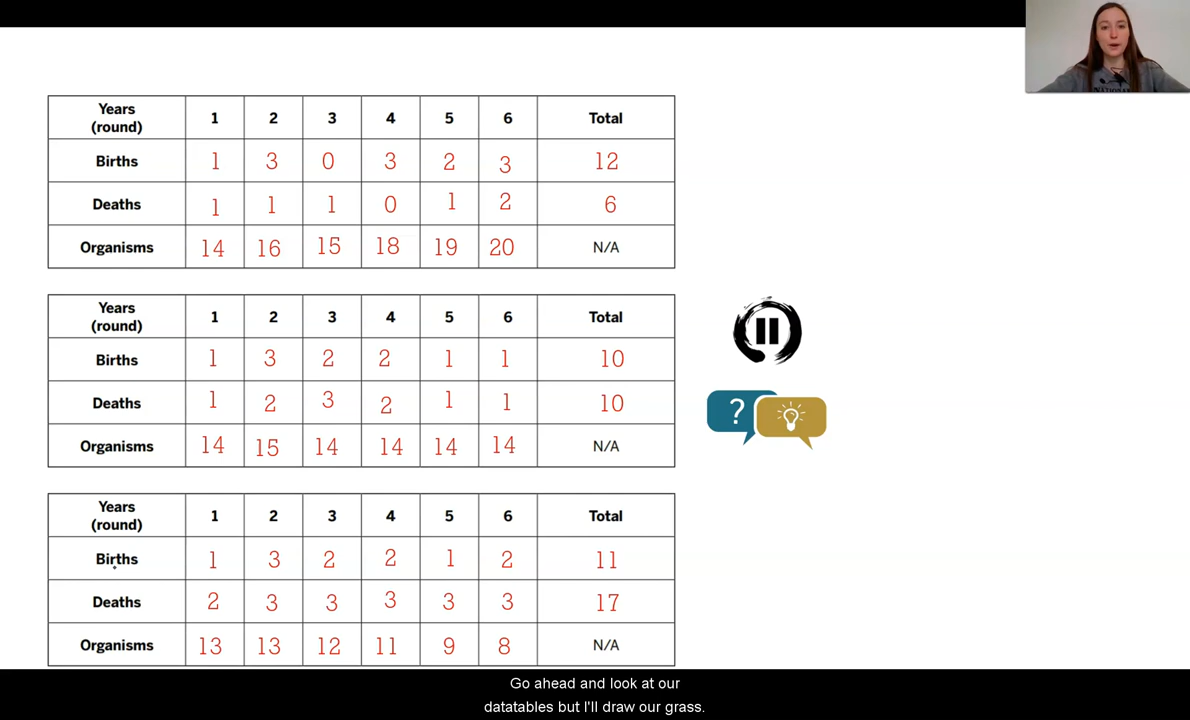 Years (round) 1 2 3 4 5 6 Total
Births 1 3 0 3 2 3 12
Deaths 1 1 1 0 1 2 6
Organisms 14 16 15 18 19 20 N/A
Years (round) 1 2 3 4 5 6 Total
Births 1 3 2 2 1 1 10
Deaths 1 2 3 2 1 1 10
Organisms 14 15 14 14 14 14 N/A
?
Years (round) 1 2 3 4 5 6 Total
Births 1 3 2 2 1 2 11
Deaths 2 3 3 3 3 3 17
Organisms 13 13 12 11 9 8 N/A
Go ahead and look at our
datatables but I'll draw our grass.